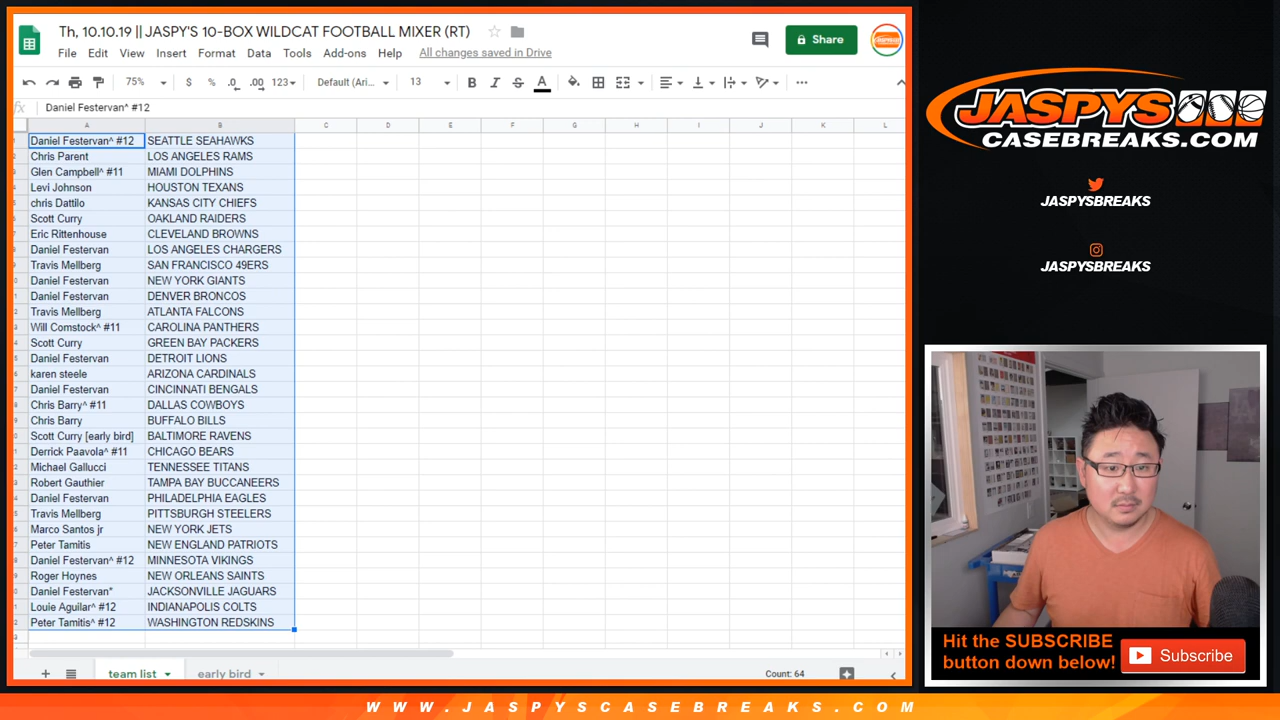 Th, 10.10.19 || JASPY'S 10-BOX WILDCAT FOOTBALL MIXER (RT)
File Edit View Insert Format Data Tools Add-ons Help All changes saved in Drive
Share
75% $ % .0 .00 123 Default (Ari... 13 B I S A
fx Daniel Festervan^ #12
A B C D E F G H I J K L
Daniel Festervan^ #12 SEATTLE SEAHAWKS
Chris Parent LOS ANGELES RAMS
Glen Campbell^ #11 MIAMI DOLPHINS
Levi Johnson HOUSTON TEXANS
chris Dattilo KANSAS CITY CHIEFS
Scott Curry OAKLAND RAIDERS
Eric Rittenhouse CLEVELAND BROWNS
Daniel Festervan LOS ANGELES CHARGERS
Travis Mellberg SAN FRANCISCO 49ERS
Daniel Festervan NEW YORK GIANTS
Daniel Festervan DENVER BRONCOS
Travis Mellberg ATLANTA FALCONS
Will Comstock^ #11 CAROLINA PANTHERS
Scott Curry GREEN BAY PACKERS
Daniel Festervan DETROIT LIONS
karen steele ARIZONA CARDINALS
Daniel Festervan CINCINNATI BENGALS
Chris Barry^ #11 DALLAS COWBOYS
Chris Barry BUFFALO BILLS
Scott Curry [early bird] BALTIMORE RAVENS
Derrick Paavola^ #11 CHICAGO BEARS
Michael Gallucci TENNESSEE TITANS
Robert Gauthier TAMPA BAY BUCCANEERS
Daniel Festervan PHILADELPHIA EAGLES
Travis Mellberg PITTSBURGH STEELERS
Marco Santos jr NEW YORK JETS
Peter Tamitis NEW ENGLAND PATRIOTS
Daniel Festervan^ #12 MINNESOTA VIKINGS
Roger Hoynes NEW ORLEANS SAINTS
Daniel Festervan" JACKSONVILLE JAGUARS
Louie Aguilar^ #12 INDIANAPOLIS COLTS
Peter Tamitis^ #12 WASHINGTON REDSKINS
team list early bird Count: 64
JASPYS
CASEBREAKS.COM
JASPYSBREAKS
JASPYSBREAKS
Hit the SUBSCRIBE
button down below!
Subscribe
WWW.JASPYSCASEBREAKS.COM